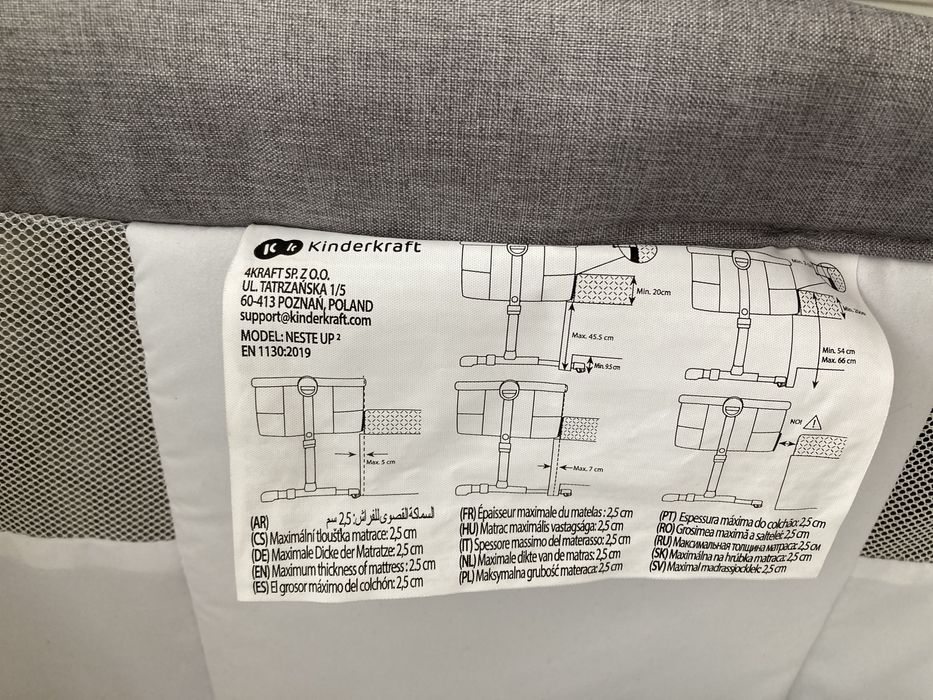 Kinderkraft
4KRAFT SP. Z O.O.
UL. TATRZAŃSKA 1/5
60-413 POZNAŃ, POLAND
support@kinderkraft.com
MODEL: NESTE UP ²
EN 1130:2019
Min. 20cm
Max. 45.5 cm
Min. 9.5 cm
Min. 54 cm
Max. 66 cm
Max. 5 cm
Max. 7 cm
NO!
(AR) السماكة القصوى للفراش: 2,5 سم
(CS) Maximální tloušťka matrace: 2,5 cm
(DE) Maximale Dicke der Matratze: 2,5 cm
(EN) Maximum thickness of mattress : 2,5 cm
(ES) El grosor máximo del colchón: 2,5 cm
(FR) Épaisseur maximale du matelas : 2,5 cm
(HU) Matrac maximális vastagsága: 2,5 cm
(IT) Spessore massimo del materasso: 2,5 cm
(NL) Maximale dikte van de matras: 2,5 cm
(PL) Maksymalna grubość materaca: 2,5 cm
(PT) Espessura máxima do colchão: 2,5 cm
(RO) Grosimea maximă a saltelei: 2,5 cm
(RU) Максимальная толщина матраса: 2,5 см
(SK) Maximálna na hrúbka matraca: 2,5 cm
(SV) Maximal madrassjocklek: 2,5 cm